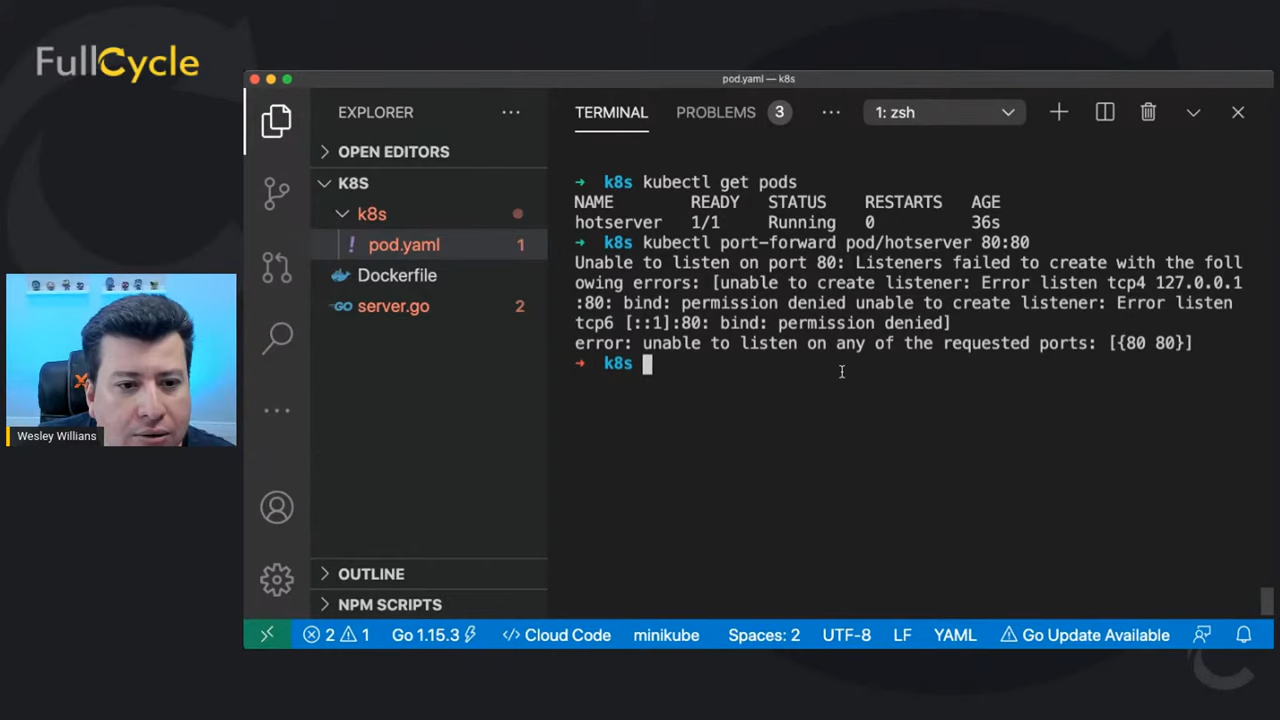 FullCycle
pod.yaml — k8s
EXPLORER
OPEN EDITORS
K8S
k8s
! pod.yaml 1
Dockerfile
GO server.go 2
OUTLINE
NPM SCRIPTS
TERMINAL PROBLEMS 3 ··· 1: zsh
➜ k8s kubectl get pods
NAME READY STATUS RESTARTS AGE
hotserver 1/1 Running 0 36s
➜ k8s kubectl port-forward pod/hotserver 80:80
Unable to listen on port 80: Listeners failed to create with the foll
owing errors: [unable to create listener: Error listen tcp4 127.0.0.1
:80: bind: permission denied unable to create listener: Error listen
tcp6 [::1]:80: bind: permission denied]
error: unable to listen on any of the requested ports: [{80 80}]
➜ k8s
Wesley Willians
2 1 Go 1.15.3 </> Cloud Code minikube Spaces: 2 UTF-8 LF YAML Go Update Available